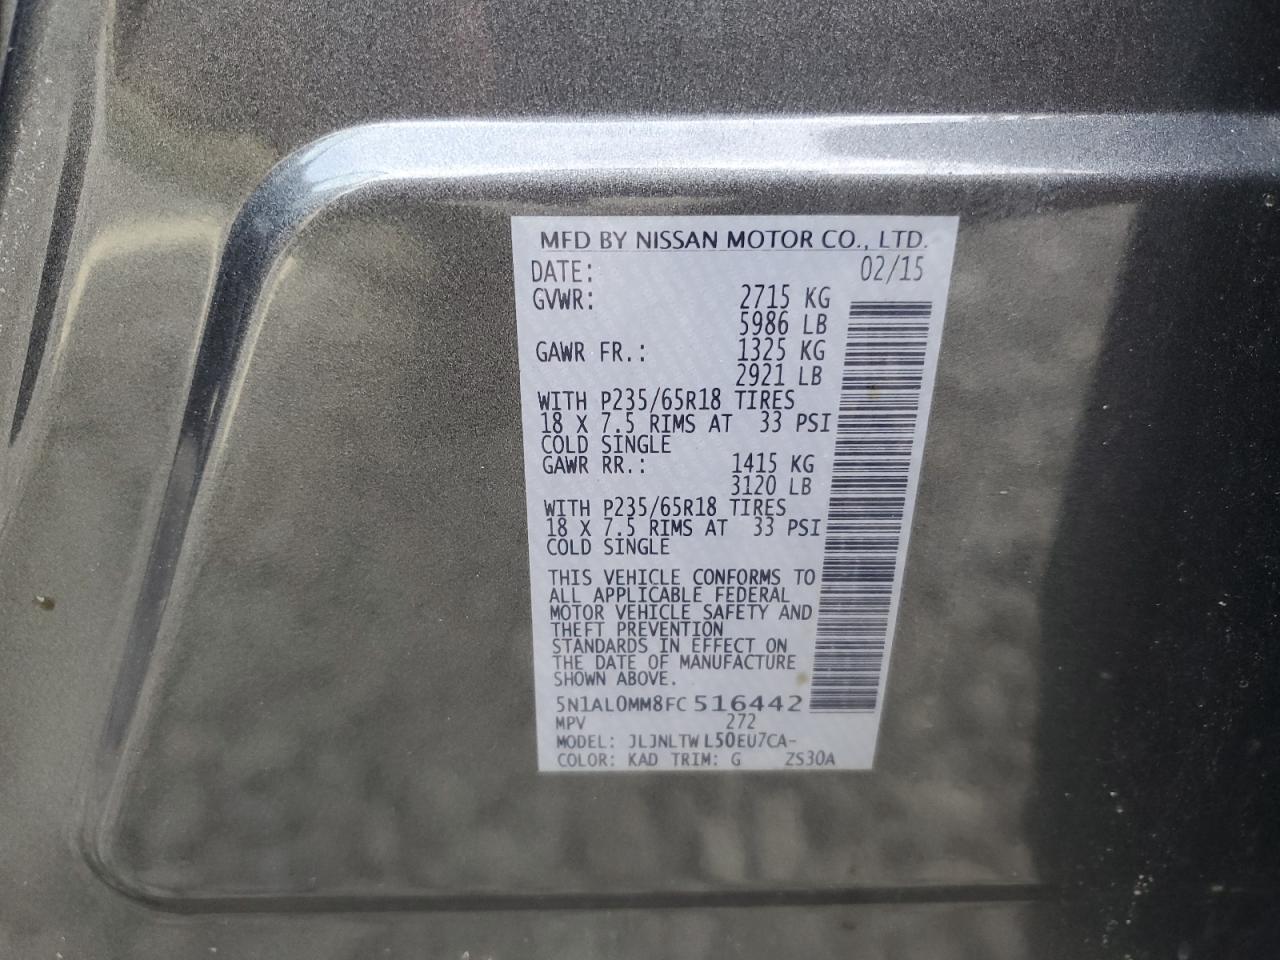 MFD BY NISSAN MOTOR CO., LTD.
DATE: 02/15
GVWR: 2715 KG
5986 LB
GAWR FR.: 1325 KG
2921 LB
WITH P235/65R18 TIRES
18 X 7.5 RIMS AT 33 PSI
COLD SINGLE
GAWR RR.: 1415 KG
3120 LB
WITH P235/65R18 TIRES
18 X 7.5 RIMS AT 33 PSI
COLD SINGLE
THIS VEHICLE CONFORMS TO
ALL APPLICABLE FEDERAL
MOTOR VEHICLE SAFETY AND
THEFT PREVENTION
STANDARDS IN EFFECT ON
THE DATE OF MANUFACTURE
SHOWN ABOVE.
5N1AL0MM8FC 516442
MPV 272
MODEL: JLJNLTW L50EU7CA-
COLOR: KAD TRIM: G ZS30A